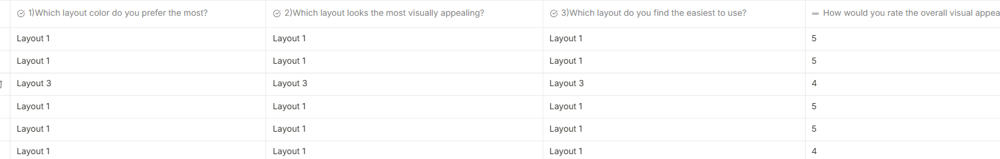 1)Which layout color do you prefer the most? 2)Which layout looks the most visually appealing? 3)Which layout do you find the easiest to use? How would you rate the overall visual appea
Layout 1 Layout 1 Layout 1 5
Layout 1 Layout 1 Layout 1 5
Layout 3 Layout 3 Layout 3 4
Layout 1 Layout 1 Layout 1 5
Layout 1 Layout 1 Layout 1 5
Layout 1 Layout 1 Layout 1 4